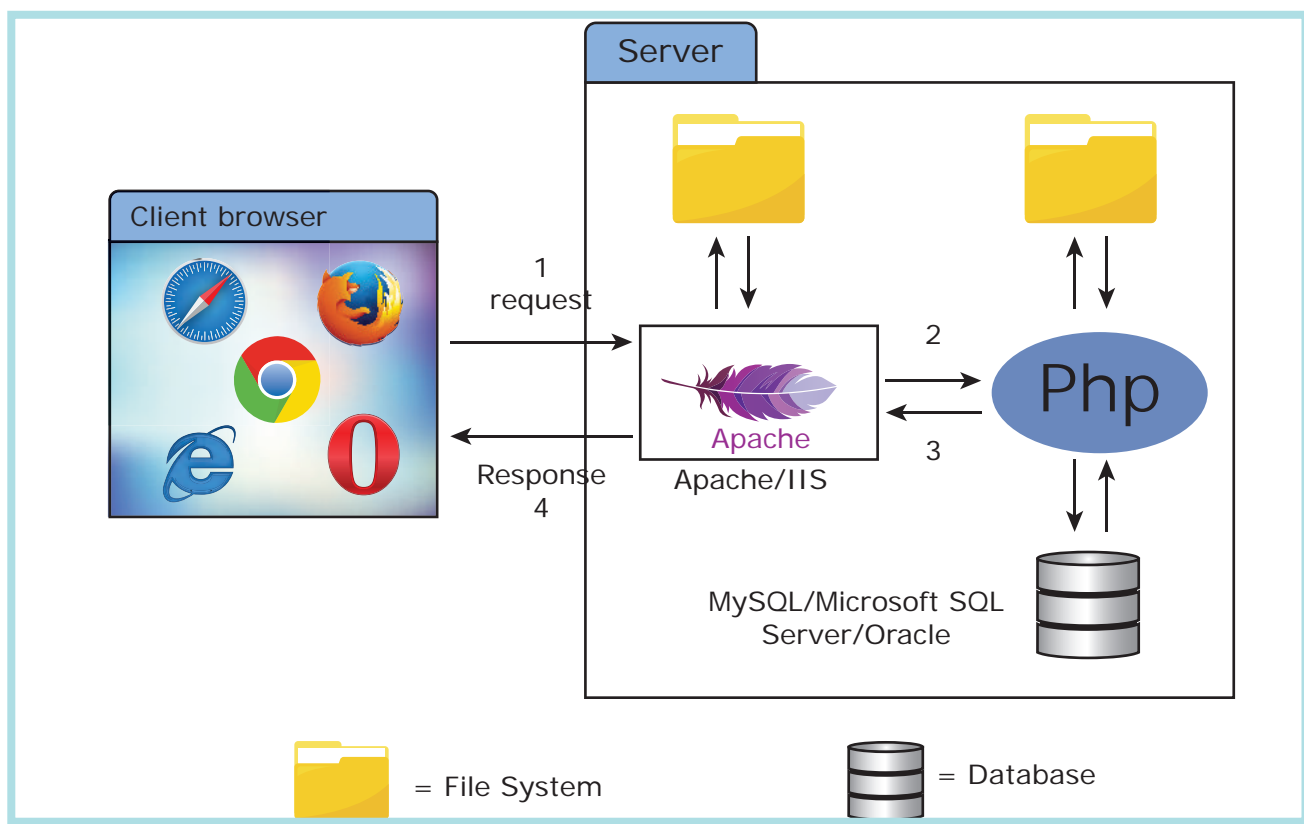 Server
Client browser
1
request
2
Php
Apache
3
Response
4
Apache/IIS
MySQL/Microsoft SQL
Server/Oracle
= File System
= Database